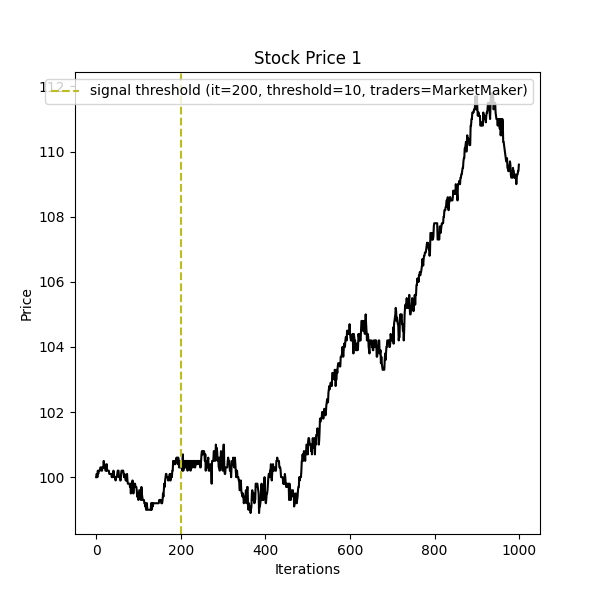 Stock Price 1
signal threshold (it=200, threshold=10, traders=MarketMaker)
112
110
108
106
104
102
100
Price
0 200 400 600 800 1000
Iterations